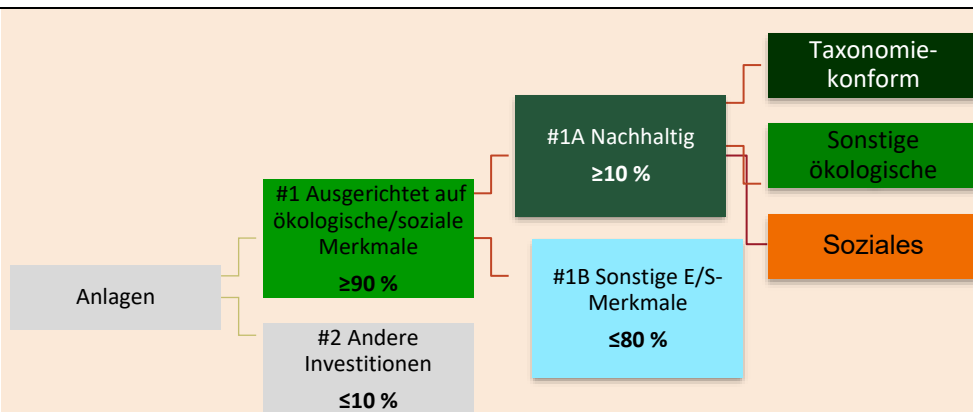 Anlagen
#1 Ausgerichtet auf
ökologische/soziale
Merkmale
≥90 %
#2 Andere
Investitionen
≤10 %
#1A Nachhaltig
≥10 %
#1B Sonstige E/S-
Merkmale
≤80 %
Taxonomie-
konform
Sonstige
ökologische
Soziales